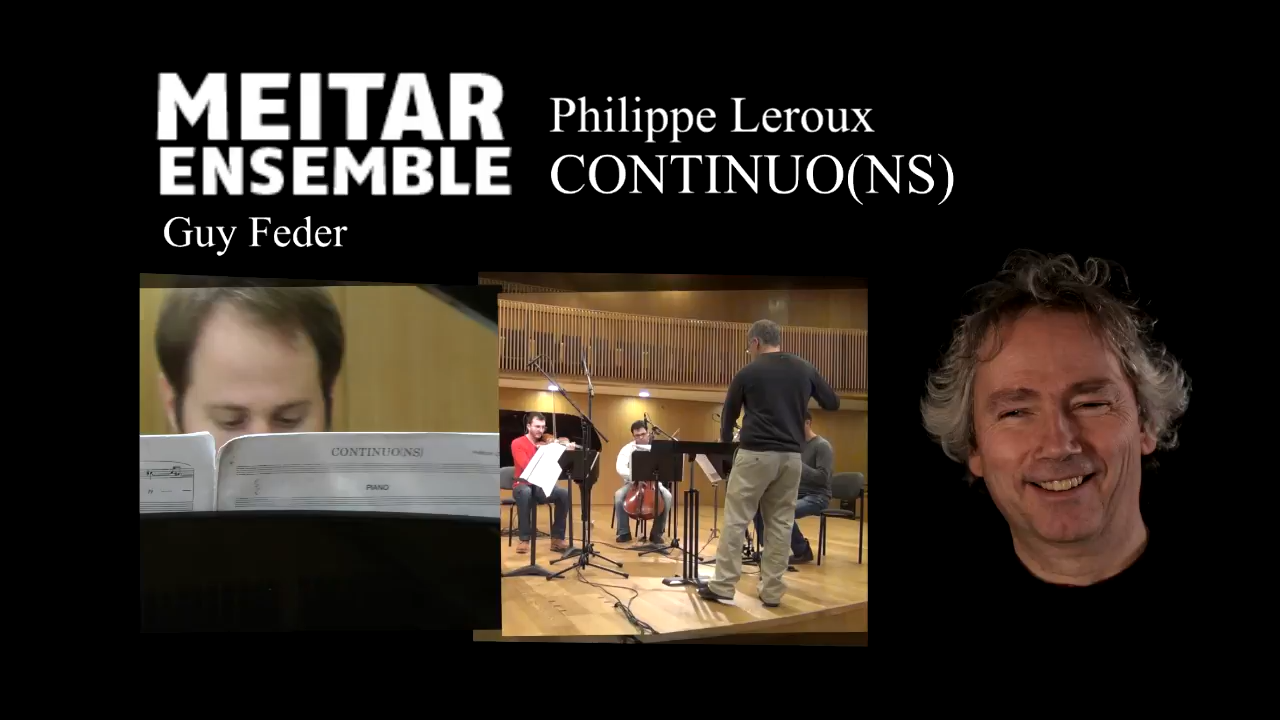 MEITAR
ENSEMBLE
Guy Feder
Philippe Leroux
CONTINUO(NS)
CONTINUO(NS)
PIANO